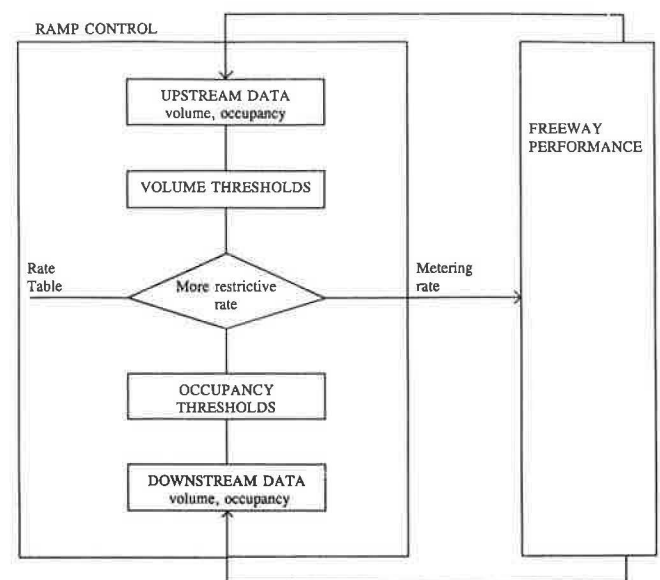 RAMP CONTROL
UPSTREAM DATA
volume, occupancy
FREEWAY
PERFORMANCE
VOLUME THRESHOLDS
Rate
Table
More restrictive
rate
Metering
rate
OCCUPANCY
THRESHOLDS
DOWNSTREAM DATA
volume, occupancy